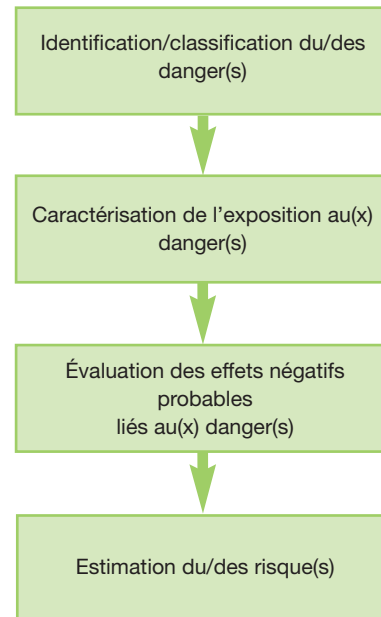 Identification/classification du/des
danger(s)
Caractérisation de l'exposition au(x)
danger(s)
Évaluation des effets négatifs
probables
liés au(x) danger(s)
Estimation du/des risque(s)